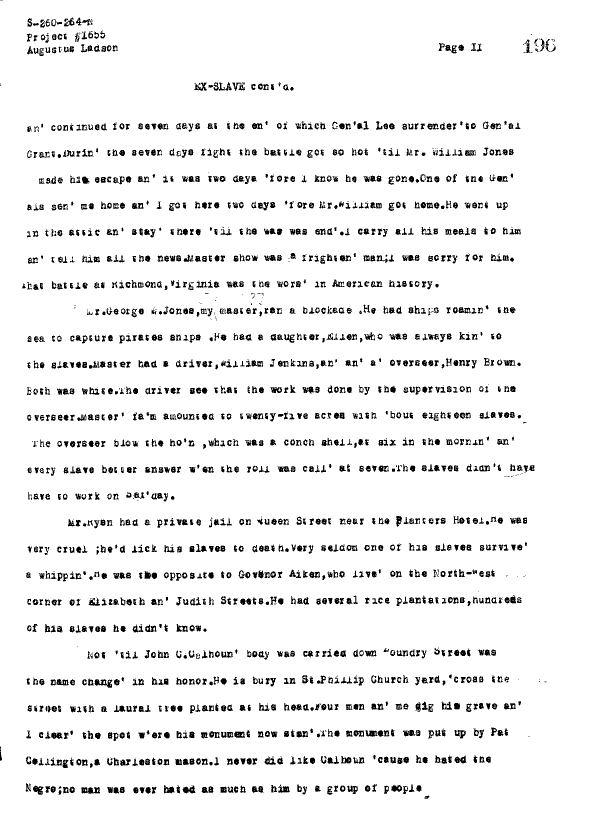 S-260-264-N
Project #1655
Augustus Ladson
Page II 196
EX-SLAVE cont'd.
an' continued for seven days at the en' of which Gen'al Lee surrender'to Gen'al
Grant.Durin' the seven days fight the battle got so hot 'til Mr. William Jones
made his escape an' it was two days 'fore I know he was gone.One of the Gen'
als sen' me home an' I got here two days 'fore Mr.William got home.He went up
in the attic an' stay' there 'til the was was end'.I carry all his meals to him
an' tell him all the news.Master show was a frighten' man;I was sorry for him.
That battle at Richmond,Virginia was the wors' in American history.
Mr.George W.Jones,my master,ran a blockade .He had ships roamin' the
sea to capture pirates ships .He had a daughter,Ellen,who was always kin' to
the slaves.Master had a driver,William Jenkins,an' an' a' overseer,Henry Brown.
Both was white.The driver see that the work was done by the supervision of the
overseer.Master' fa'm amounted to twenty-five acres with 'bout eighteen slaves.
The overseer blow the ho'n ,which was a conch shell,at six in the mornin' an'
every slave better answer w'en the roll was call' at seven.The slaves didn't have
have to work on Sat'day.
Mr.Ryan had a private jail on Queen Street near the Planters Hotel.He was
very cruel ;he'd lick his slaves to death.Very seldom one of his slaves survive'
a whippin'.He was the opposite to Govenor Aiken,who live' on the North-West
corner of Elizabeth an' Judith Streets.He had several rice plantations,hundreds
of his slaves he didn't know.
Not 'til John C.Calhoun' body was carried down Boundry Street was
the name change' in his honor.He is bury in St.Phillip Church yard,'cross the
street with a laural tree planted at his head.Four men an' me dig his grave an'
I clear' the spot w'ere his monument now stan'.The monument was put up by Pat
Callington,a Charleston mason.I never did like Calhoun 'cause he hated the
Negro;no man was ever hated as much as him by a group of people